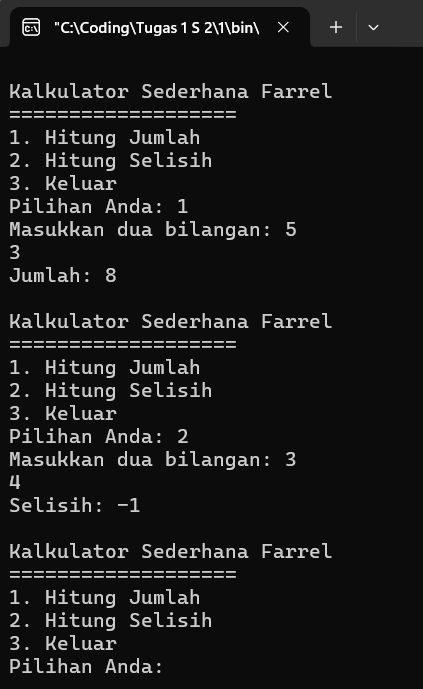 "C:\Coding\Tugas 1 S 2\1\bin\
Kalkulator Sederhana Farrel
===================
1. Hitung Jumlah
2. Hitung Selisih
3. Keluar
Pilihan Anda: 1
Masukkan dua bilangan: 5
3
Jumlah: 8
Kalkulator Sederhana Farrel
===================
1. Hitung Jumlah
2. Hitung Selisih
3. Keluar
Pilihan Anda: 2
Masukkan dua bilangan: 3
4
Selisih: -1
Kalkulator Sederhana Farrel
===================
1. Hitung Jumlah
2. Hitung Selisih
3. Keluar
Pilihan Anda: